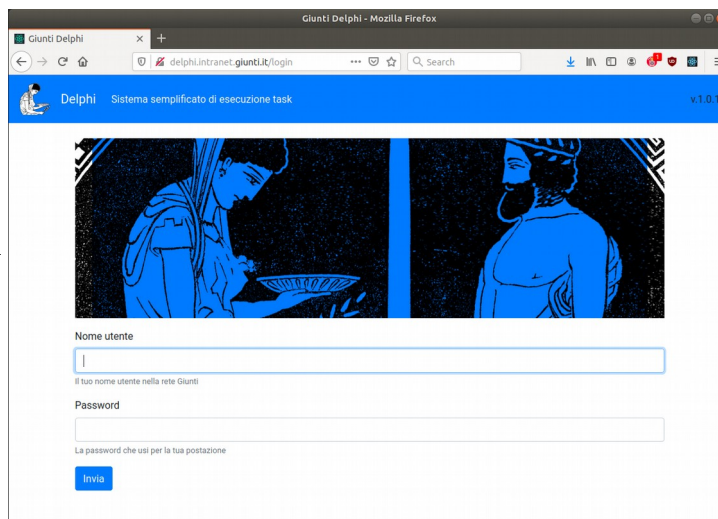 Giunti Delphi - Mozilla Firefox
Giunti Delphi
delphi.intranet.giunti.it/login
Search
1
Delphi Sistema semplificato di esecuzione task
Nome utente
Il tuo nome utente nella rete Giunti
Password
La password che usi per la tua postazione
Invia